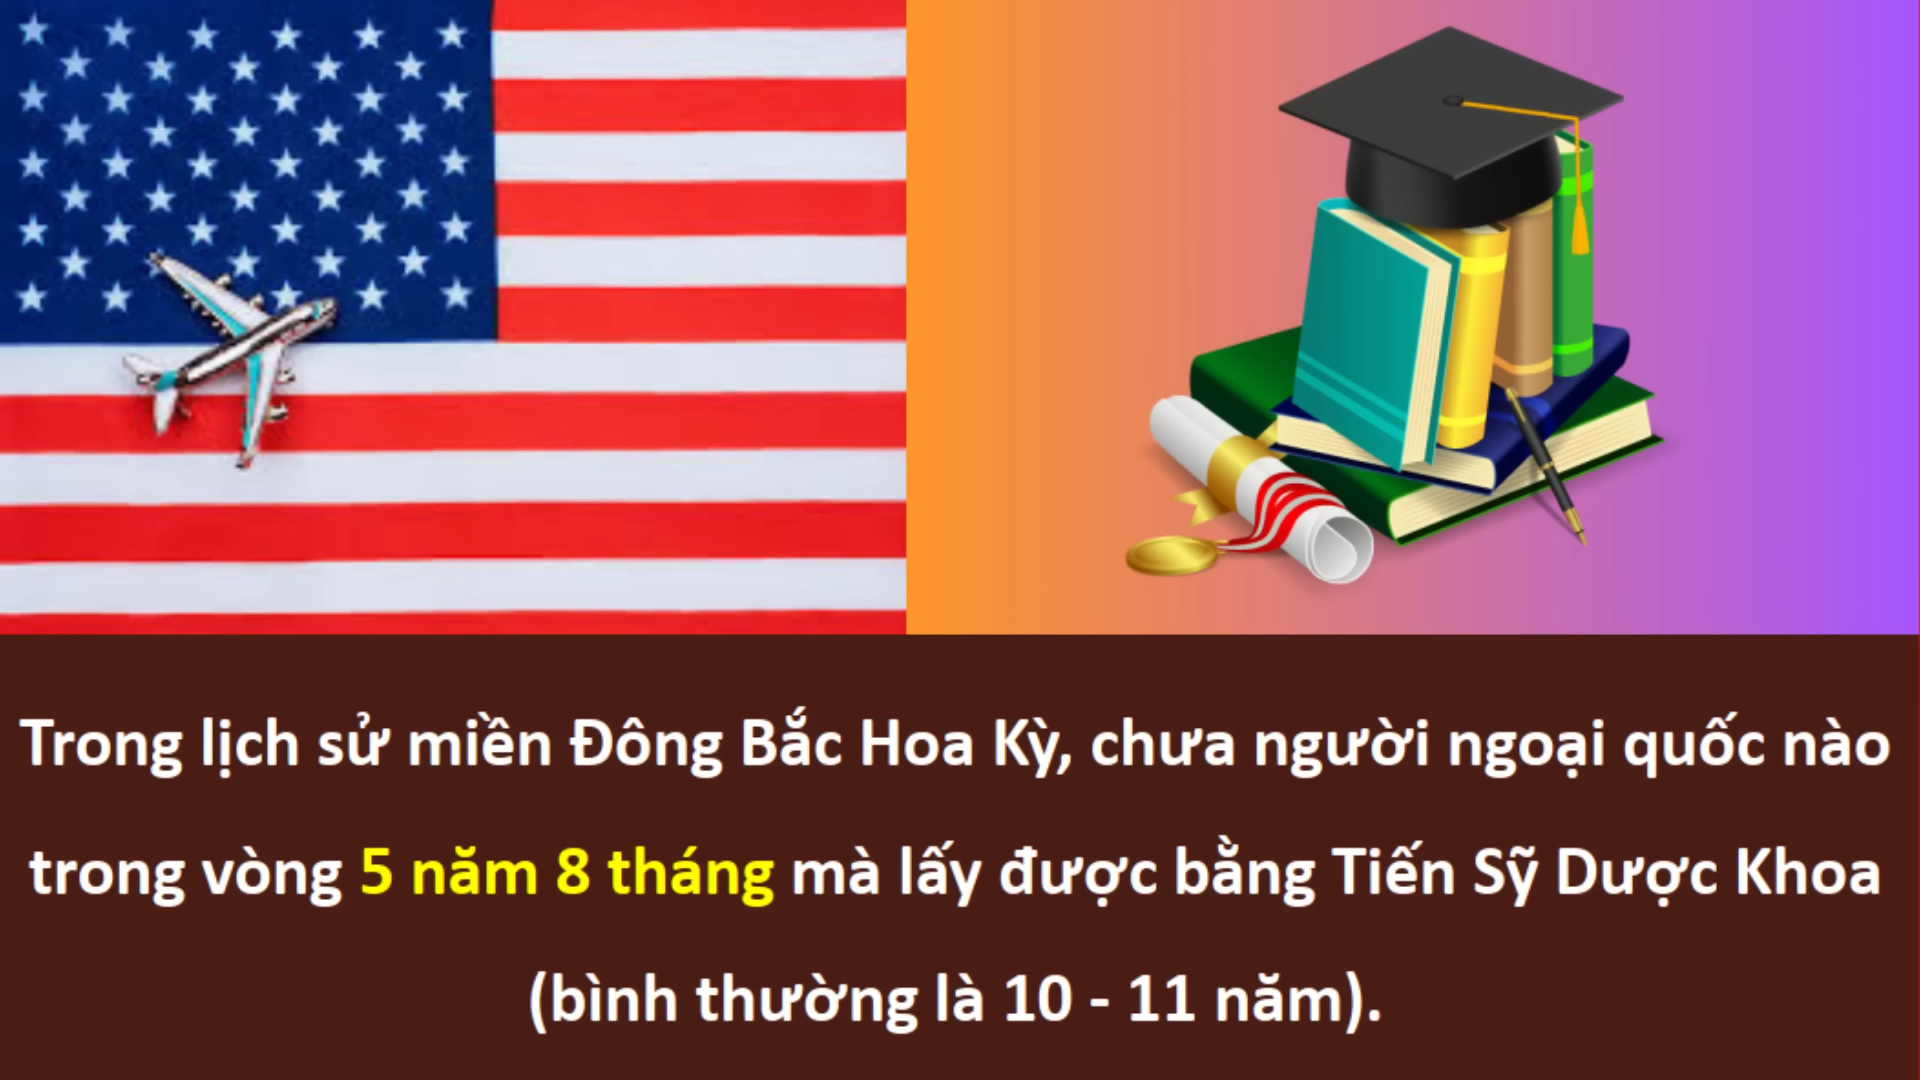 Trong lịch sử miền Đông Bắc Hoa Kỳ, chưa người ngoại quốc nào
trong vòng 5 năm 8 tháng mà lấy được bằng Tiến Sỹ Dược Khoa
(bình thường là 10 - 11 năm).